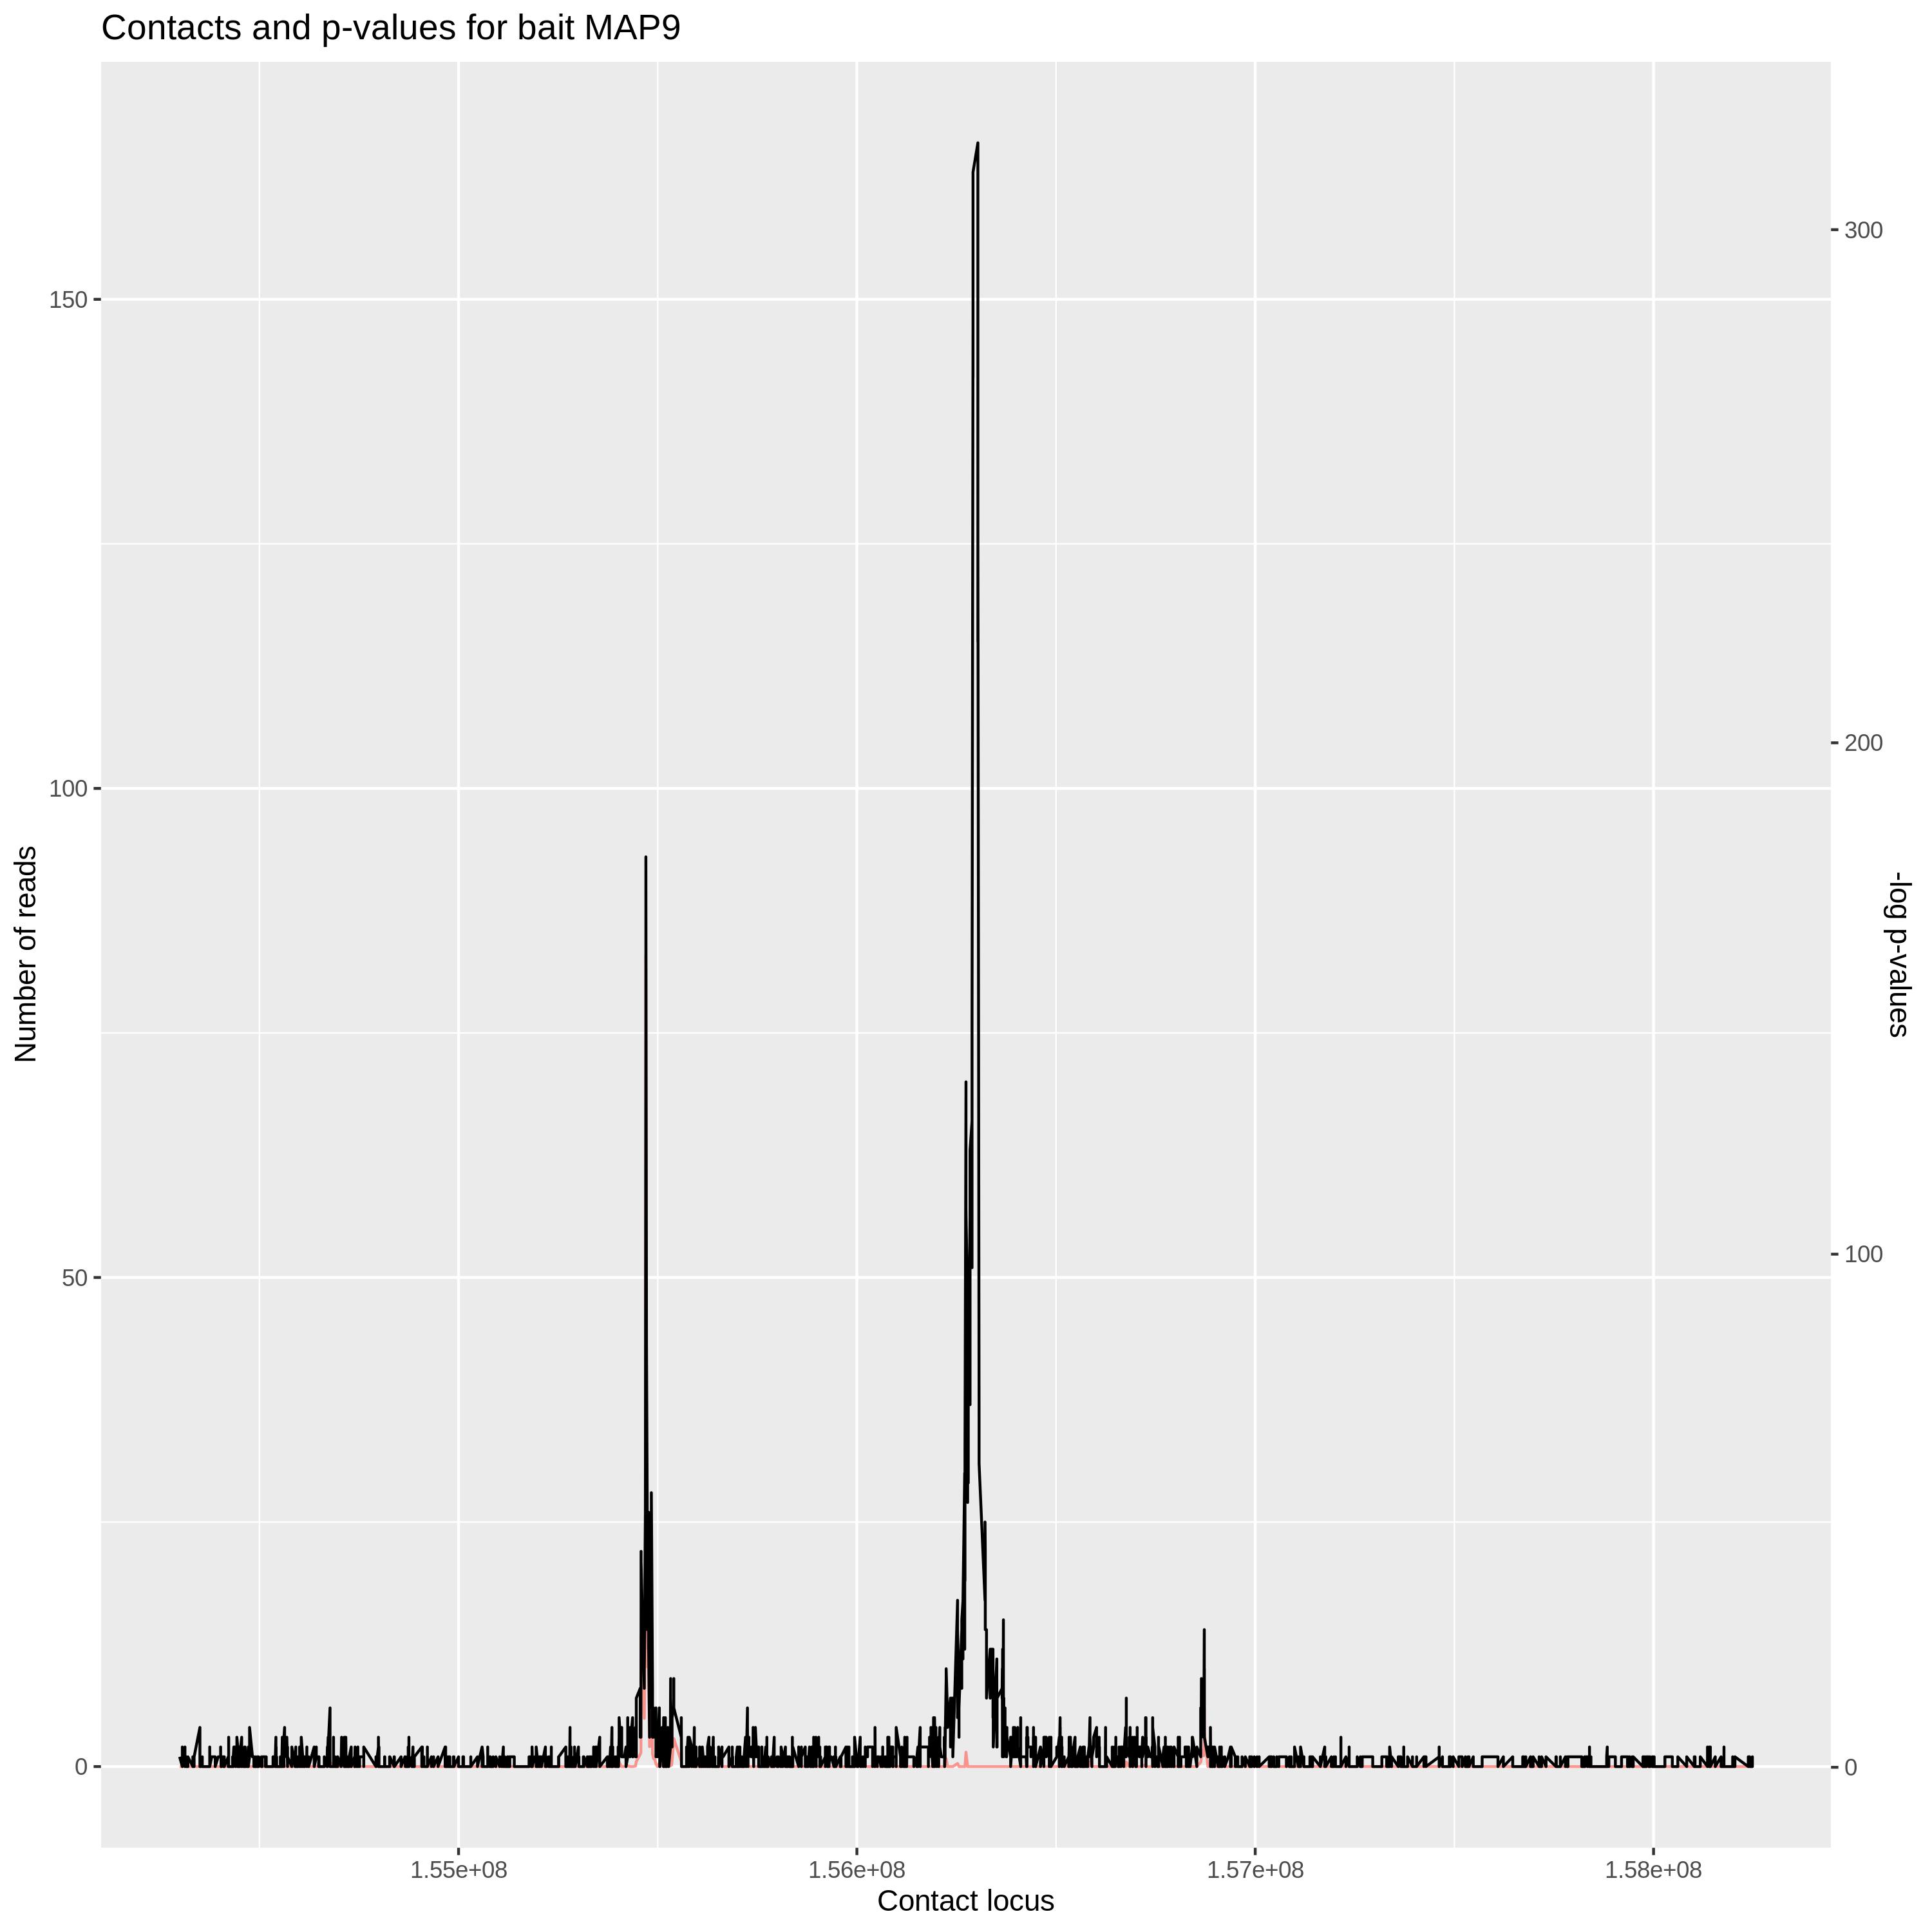 Contacts and p-values for bait MAP9
150
100
50
0
Number of reads
300
200
100
0
-log p-values
1.55e+08
1.56e+08
1.57e+08
1.58e+08
Contact locus